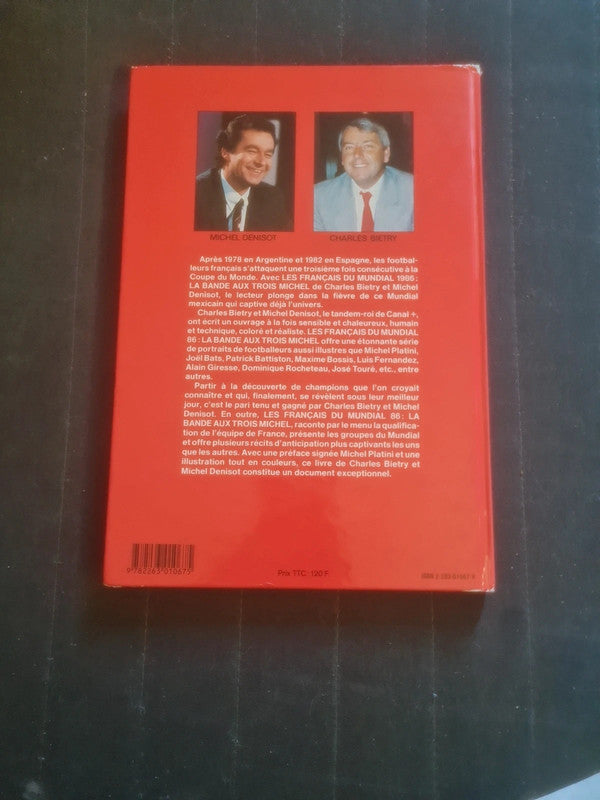 MICHEL DENISOT
CHARLES BIETRY
Après 1978 en Argentine et 1982 en Espagne, les footbal-
leurs français s'attaquent une troisième fois consécutive à la
Coupe du Monde. Avec LES FRANÇAIS DU MUNDIAL 1986 :
LA BANDE AUX TROIS MICHEL de Charles Bietry et Michel
Denisot, le lecteur plonge dans la fièvre de ce Mundial
mexicain qui captive déjà l'univers.
Charles Bietry et Michel Denisot, le tandem-roi de Canal +,
ont écrit un ouvrage à la fois sensible et chaleureux, humain
et technique, coloré et réaliste. LES FRANÇAIS DU MUNDIAL
86 : LA BANDE AUX TROIS MICHEL offre une étonnante série
de portraits de footballeurs aussi illustres que Michel Platini,
Joël Bats, Patrick Battiston, Maxime Bossis, Luis Fernandez,
Alain Giresse, Dominique Rocheteau, José Touré, etc., entre
autres.
Partir à la découverte de champions que l'on croyait
connaître et qui, finalement, se révèlent sous leur meilleur
jour, c'est le pari tenu et gagné par Charles Bietry et Michel
Denisot. En outre, LES FRANÇAIS DU MUNDIAL 86 : LA
BANDE AUX TROIS MICHEL, raconte par le menu la qualifica-
tion de l'équipe de France, présente les groupes du Mundial
et offre plusieurs récits d'anticipation plus captivants les uns
que les autres. Avec une préface signée Michel Platini et une
illustration tout en couleurs, ce livre de Charles Bietry et
Michel Denisot constitue un document exceptionnel.
9 782263 010675
Prix TTC : 120 F
ISBN